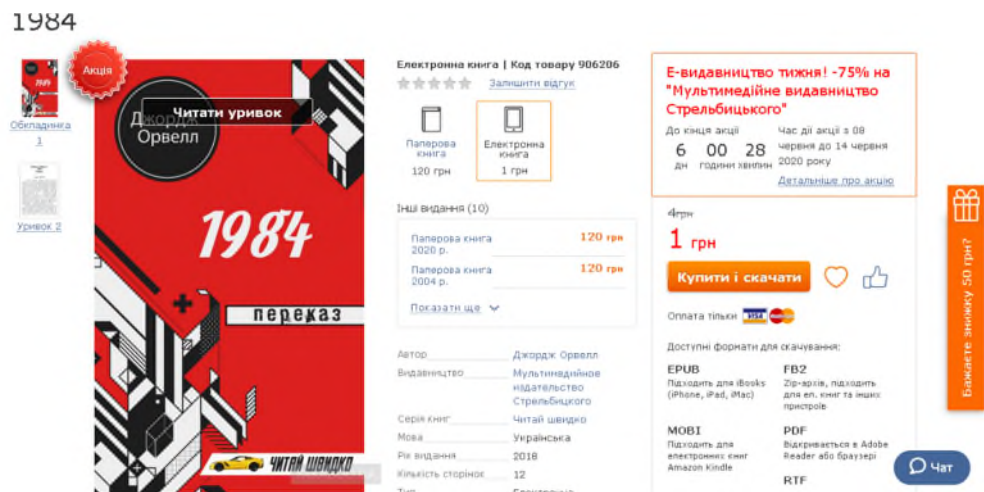 1984
Акція
Обкладинка
1
Уривок 2
Читати уривок
Джордж
Орвелл
1984
переказ
ЧИТАЙ ШВИДКО
Електронна книга | Код товару 906206
Залишити відгук
Паперова
книга
120 грн
Електронна
книга
1 грн
Інші видання (10)
Паперова книга
2020 р.
120 грн
Паперова книга
2004 р.
120 грн
Показати ще
Автор Джордж Орвелл
Видавництво Мультимедийное
издательство
Стрельбицкого
Серія книг Читай швидко
Мова Українська
Рік видання 2018
Кількість сторінок 12
Тип Електронна
Е-видавництво тижня! -75% на
"Мультимедійне видавництво
Стрельбицького"
До кінця акції
6 00 28
дн години хвилин
Час дії акції з 08
червня до 14 червня
2020 року
Детальніше про акцію
4грн
1 грн
Купити і скачати
Оплата тільки VISA
Доступні формати для скачування:
EPUB
Підходить для iBooks
(iPhone, iPad, iMac)
FB2
Zip-архів, підходить
для ел. книг та інших
пристроїв
MOBI
Підходить для
електронних книг
Amazon Kindle
PDF
Відкривається в Adobe
Reader або браузері
RTF
Бажаєте знижку 50 грн?
Чат